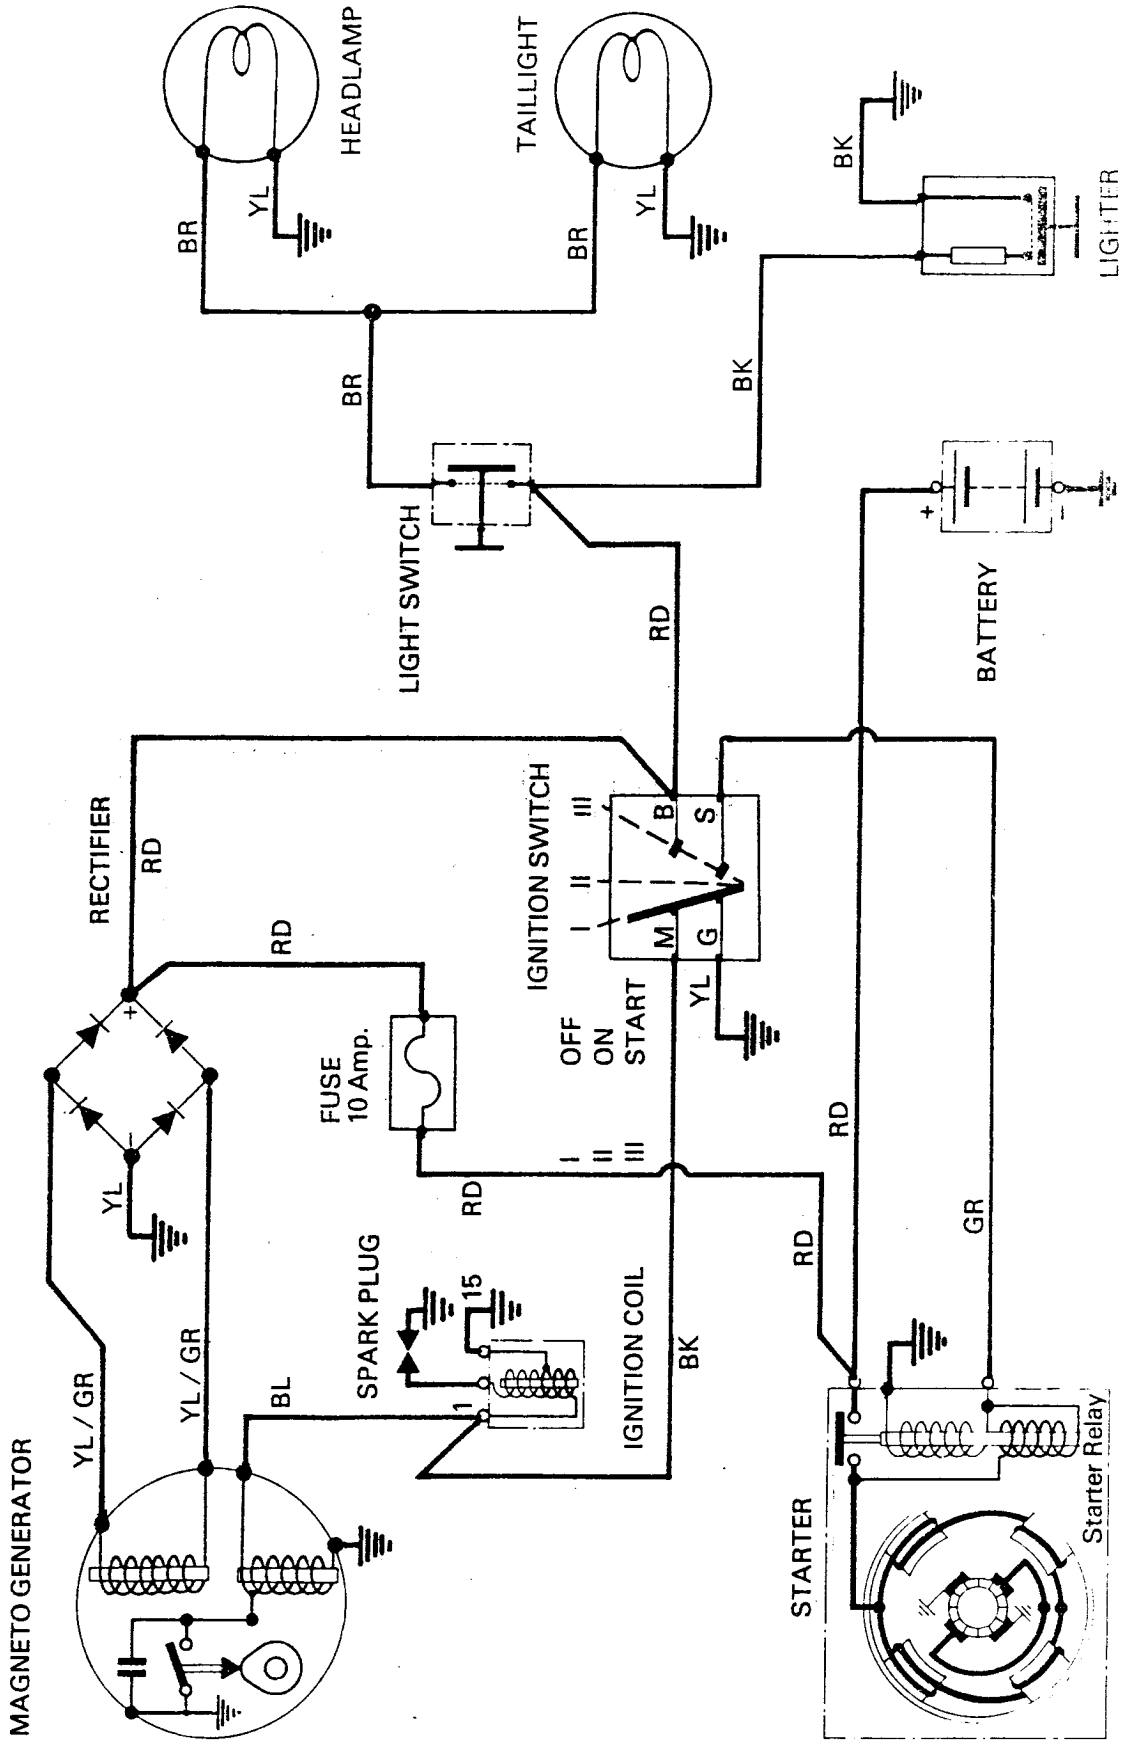 MAGNETO GENERATOR
YL / GR
YL
RECTIFIER
+
-
RD
YL / GR
BR
YL
BL
RD
HEADLAMP
FUSE
10 Amp.
BR
SPARK PLUG
LIGHT SWITCH
1
15
RD
TAILLIGHT
IGNITION SWITCH
I OFF
II ON
III START
I II III
BR
IGNITION COIL
M B
G S
YL
RD
YL
BK
BK
STARTER
RD
RD
BK
+
-
BATTERY
GR
Starter Relay
LIGHTER